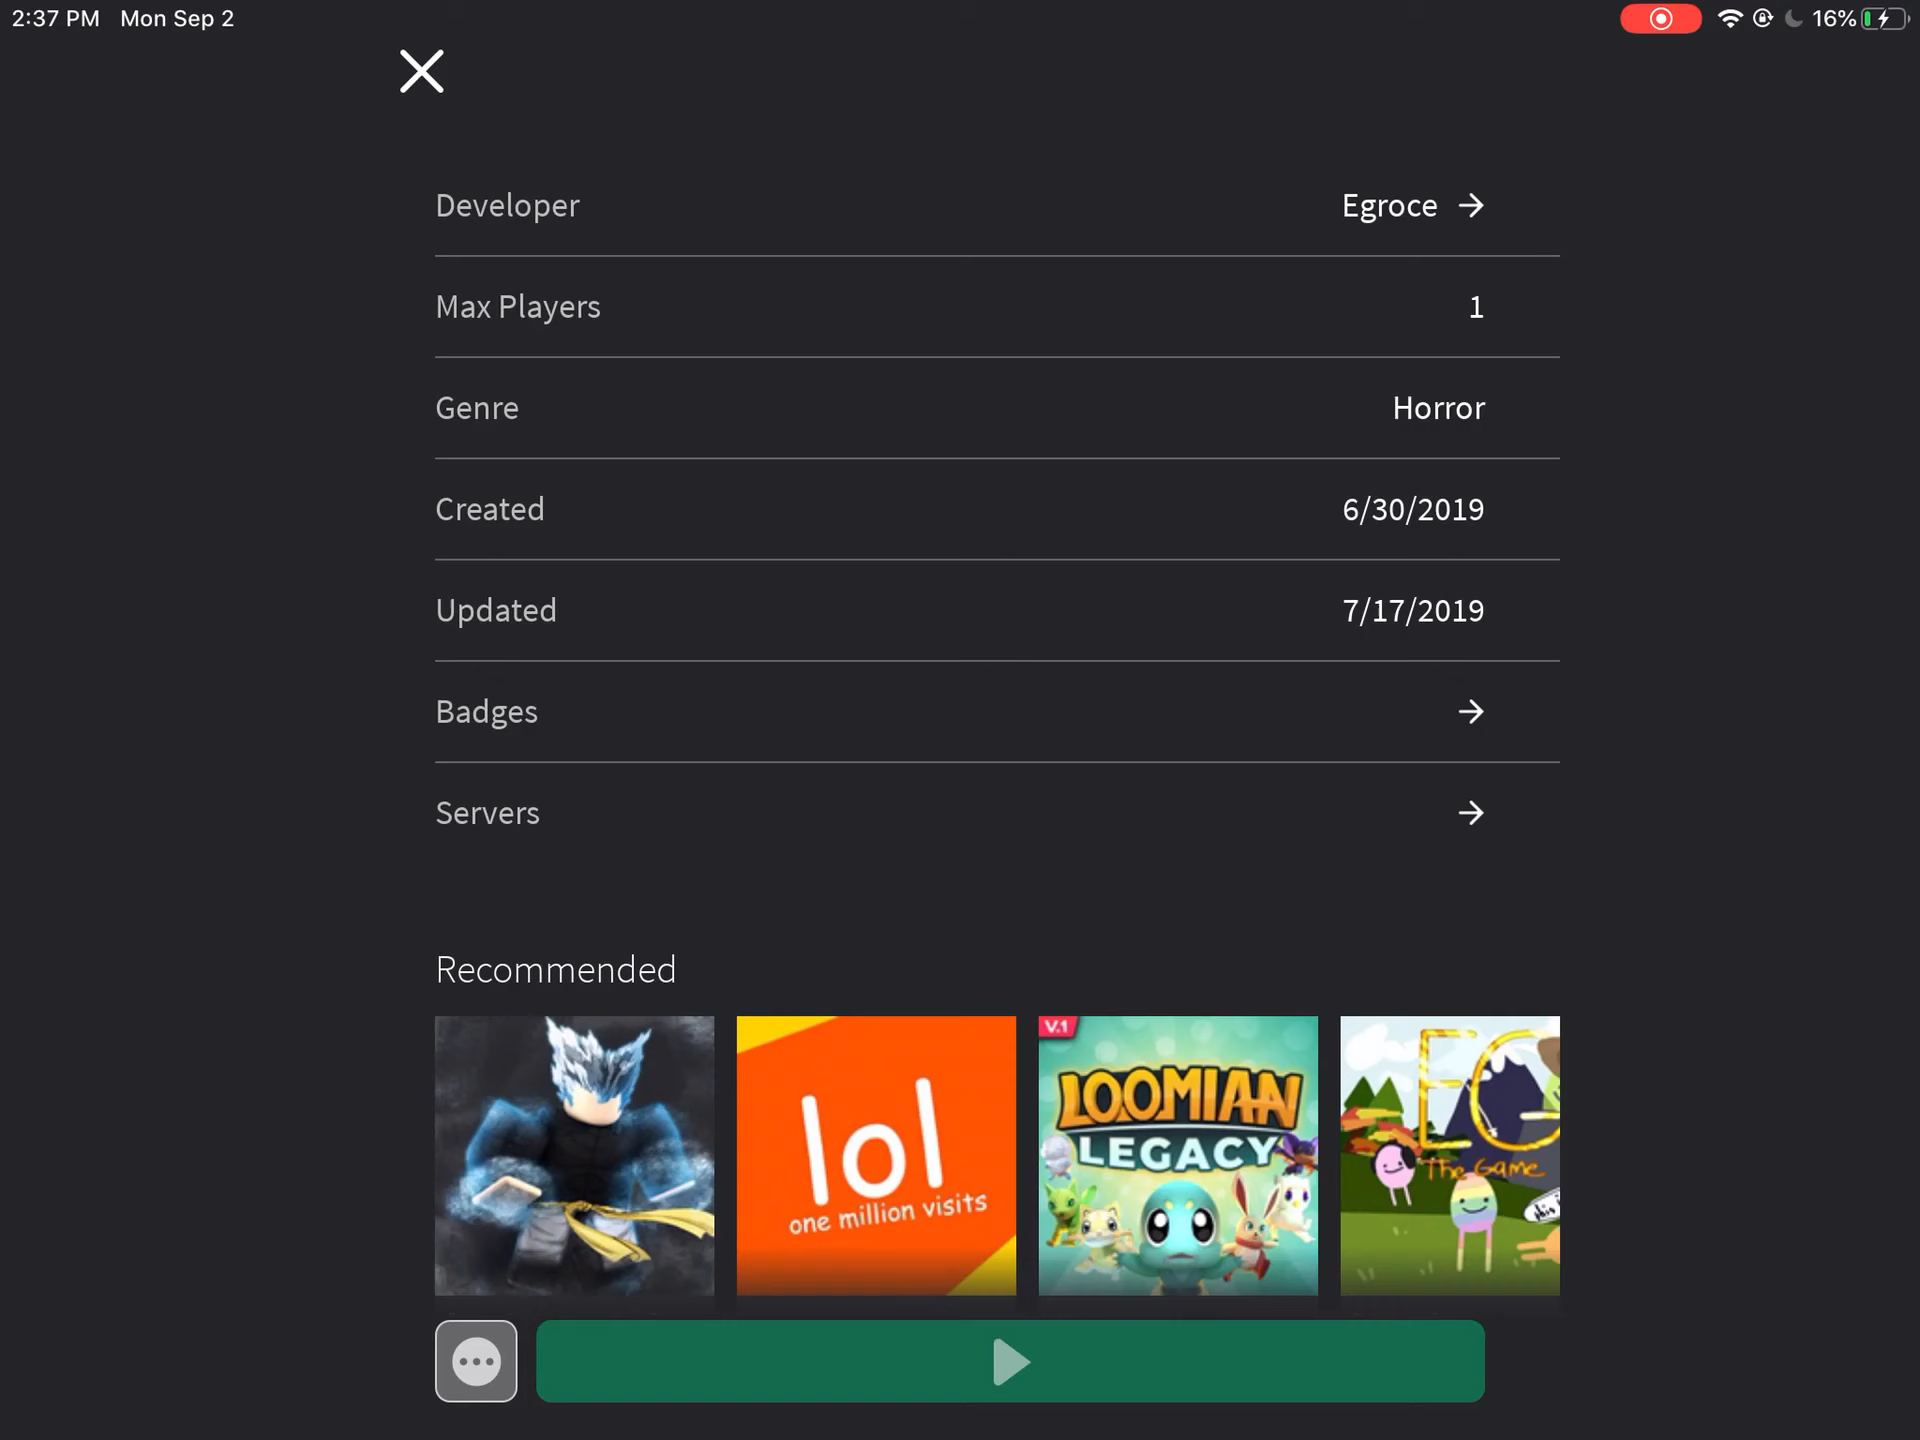 2:37 PM Mon Sep 2
16%
Developer
Egroce
Max Players
1
Genre
Horror
Created
6/30/2019
Updated
7/17/2019
Badges
Servers
Recommended
lol
one million visits
V.1
LOOMIAN
LEGACY
EG
The Game